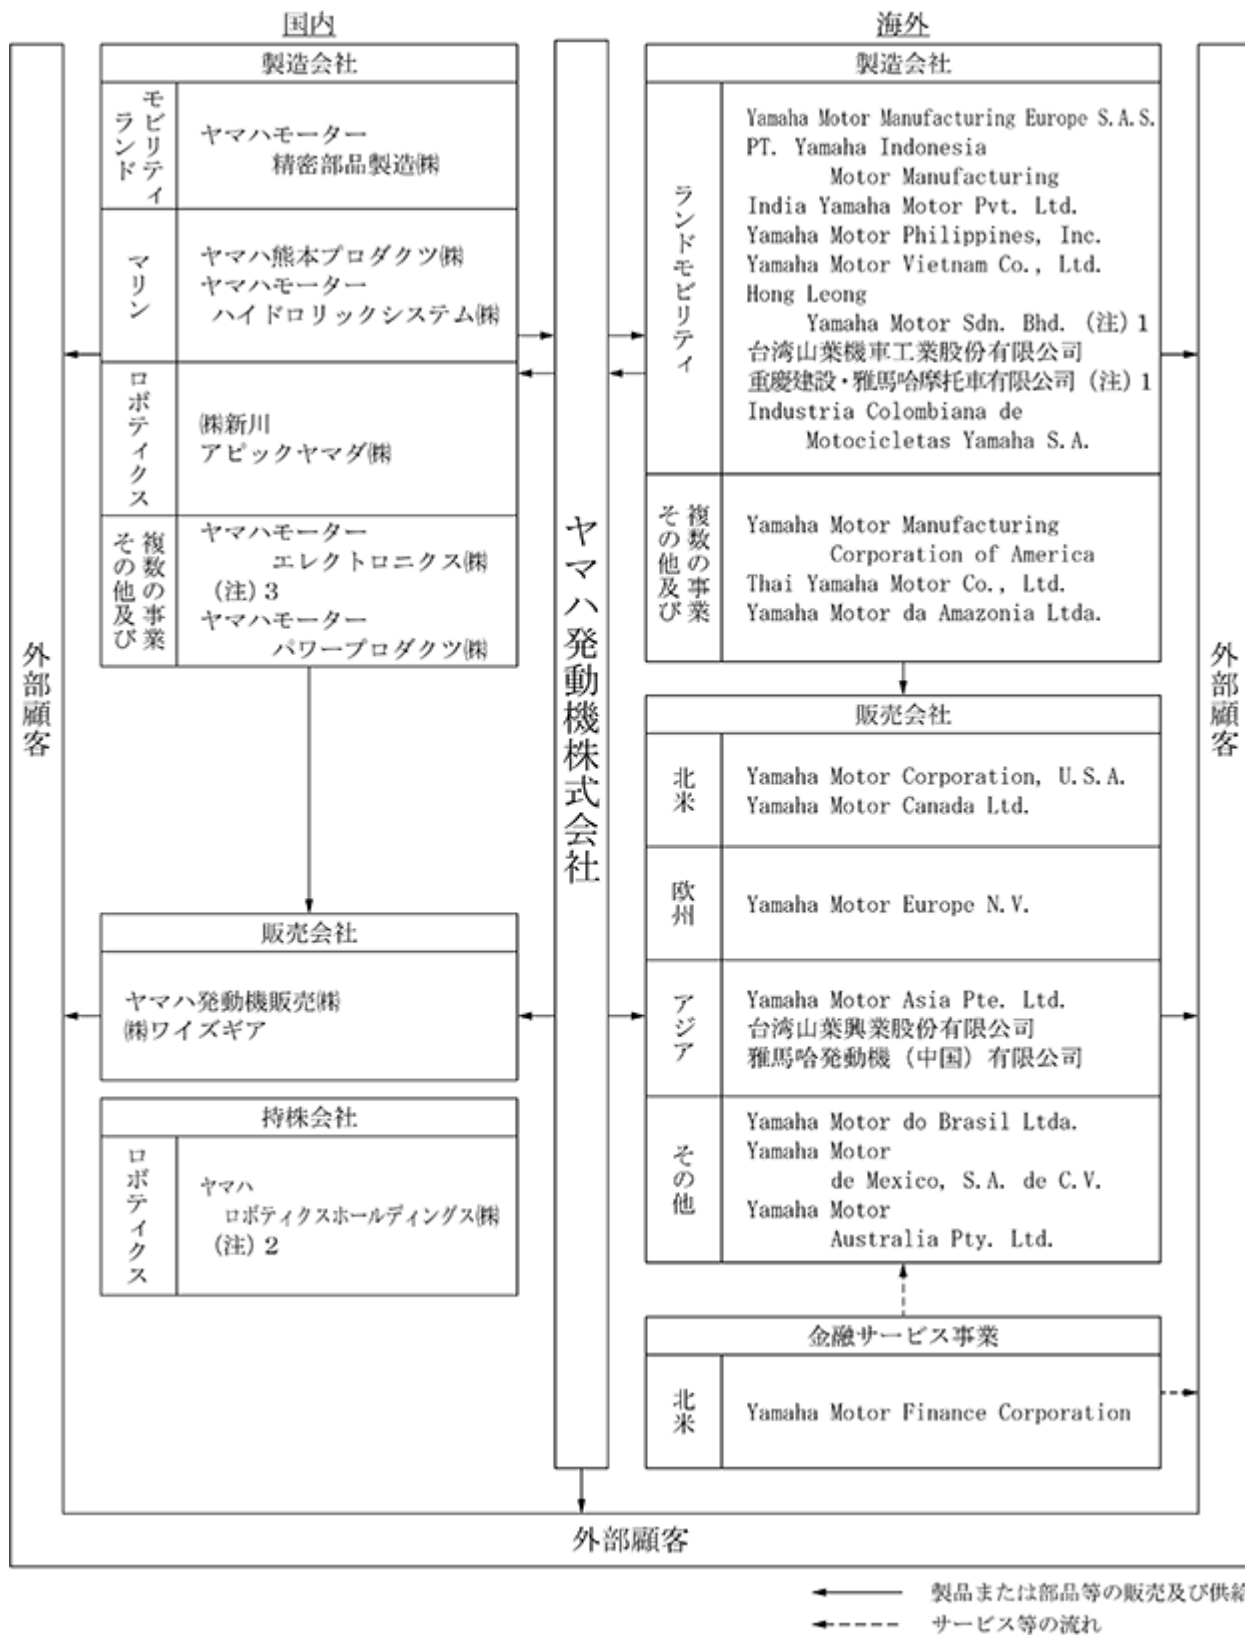 国内
製造会社
ランド
モビリティ
ヤマハモーター
精密部品製造㈱
マリン
ヤマハ熊本プロダクツ㈱
ヤマハモーター
ハイドロリックシステム㈱
ロボティクス
㈱新川
アピックヤマダ㈱
その他及び
複数の事業
ヤマハモーター
エレクトロニクス㈱
(注)3
ヤマハモーター
パワープロダクツ㈱
販売会社
ヤマハ発動機販売㈱
㈱ワイズギア
持株会社
ロボティクス
ヤマハ
ロボティクスホールディングス㈱
(注)2
外部顧客
ヤマハ発動機株式会社
海外
製造会社
ランドモビリティ
Yamaha Motor Manufacturing Europe S.A.S.
PT. Yamaha Indonesia
Motor Manufacturing
India Yamaha Motor Pvt. Ltd.
Yamaha Motor Philippines, Inc.
Yamaha Motor Vietnam Co., Ltd.
Hong Leong
Yamaha Motor Sdn. Bhd. (注)1
台湾山葉機車工業股份有限公司
重慶建設・雅馬哈摩托車有限公司(注)1
Industria Colombiana de
Motocicletas Yamaha S.A.
その他及び
複数の事業
Yamaha Motor Manufacturing
Corporation of America
Thai Yamaha Motor Co., Ltd.
Yamaha Motor da Amazonia Ltda.
販売会社
北米
Yamaha Motor Corporation, U.S.A.
Yamaha Motor Canada Ltd.
欧州
Yamaha Motor Europe N.V.
アジア
Yamaha Motor Asia Pte. Ltd.
台湾山葉興業股份有限公司
雅馬哈発動機(中国)有限公司
その他
Yamaha Motor do Brasil Ltda.
Yamaha Motor
de Mexico, S.A. de C.V.
Yamaha Motor
Australia Pty. Ltd.
金融サービス事業
北米
Yamaha Motor Finance Corporation
外部顧客
外部顧客
製品または部品等の販売及び供給
サービス等の流れ